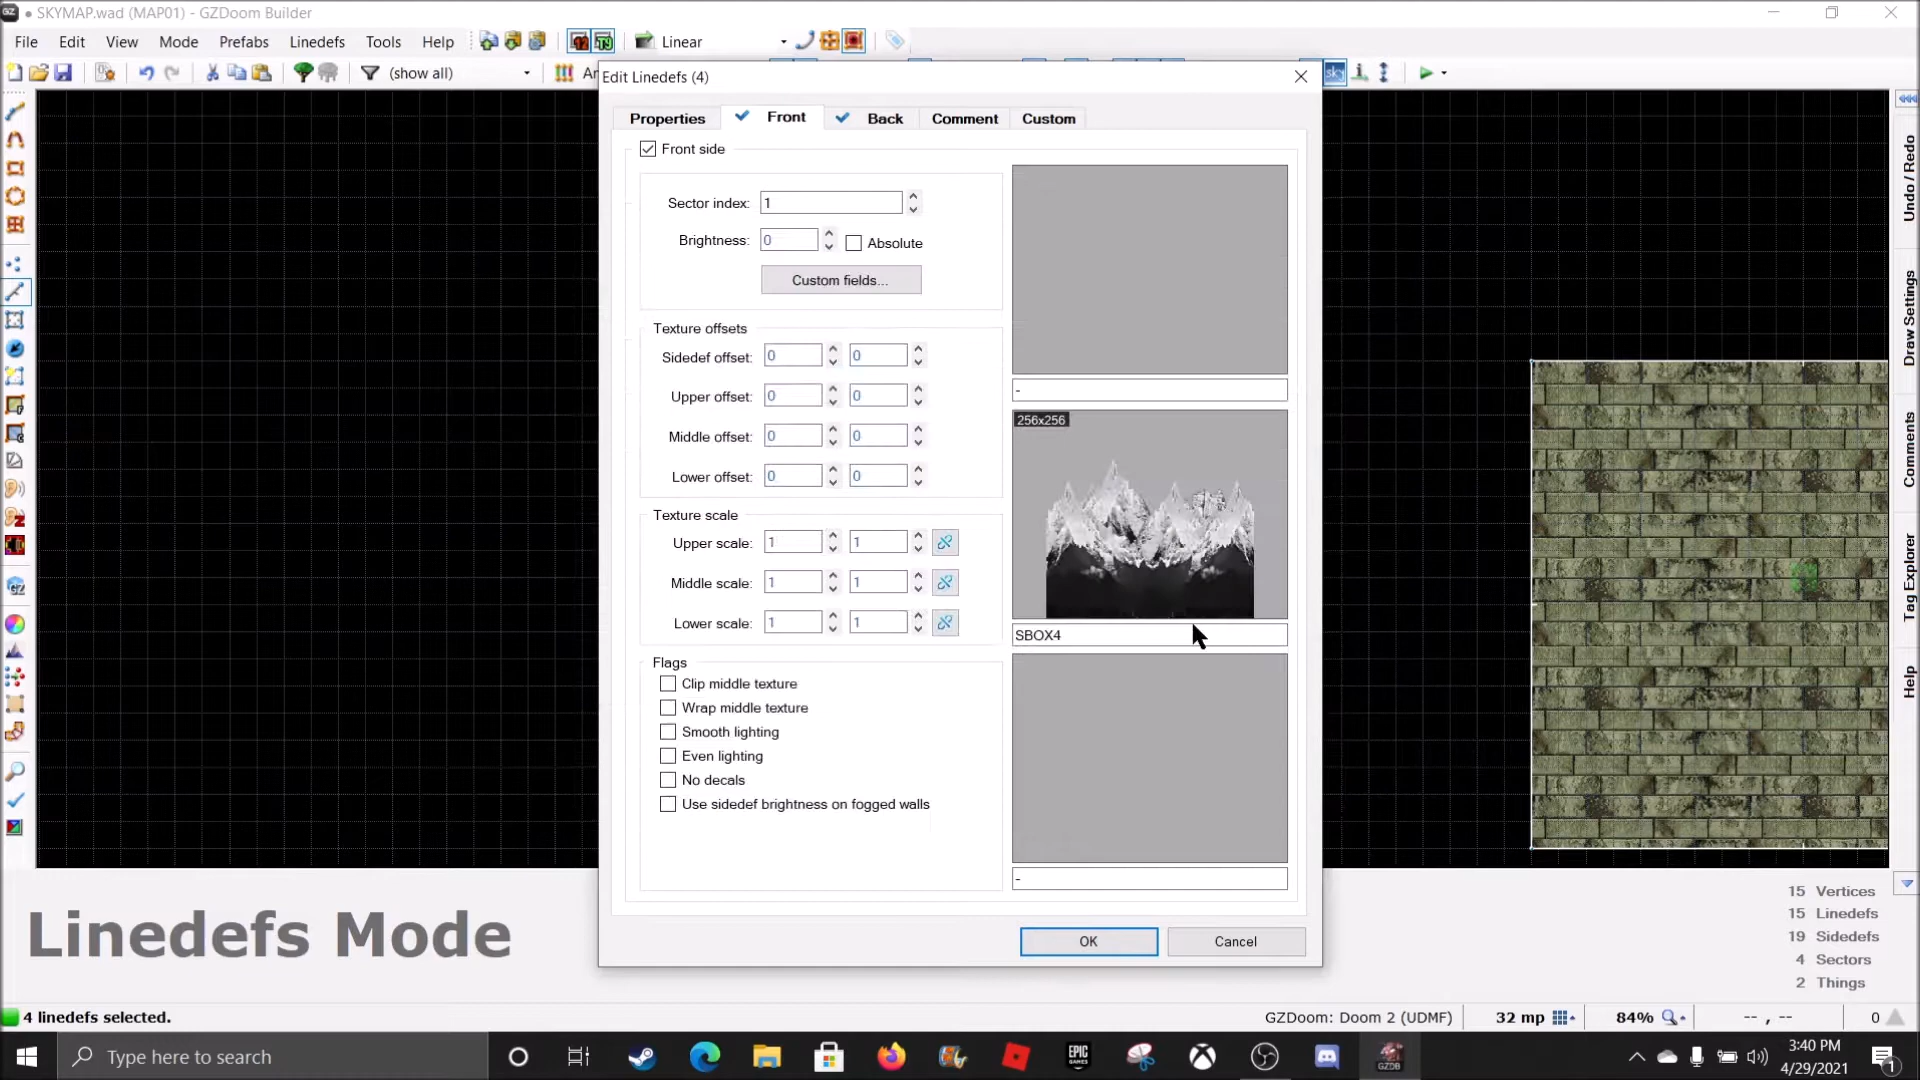 SKYMAP.wad (MAP01) - GZDoom Builder
File Edit View Mode Prefabs Linedefs Tools Help Linear
(show all)
Edit Linedefs (4)
Properties Front Back Comment Custom
Front side
Sector index: 1
Brightness: 0 Absolute
Custom fields...
Texture offsets
Sidedef offset: 0 0
Upper offset: 0 0
Middle offset: 0 0
Lower offset: 0 0
Texture scale
Upper scale: 1 1
Middle scale: 1 1
Lower scale: 1 1
Flags
Clip middle texture
Wrap middle texture
Smooth lighting
Even lighting
No decals
Use sidedef brightness on fogged walls
-
256x256
SBOX4
-
OK Cancel
Undo / Redo
Draw Settings
Comments
Tag Explorer
Help
Linedefs Mode
15 Vertices
15 Linedefs
19 Sidedefs
4 Sectors
2 Things
4 linedefs selected.
GZDoom: Doom 2 (UDMF) 32 mp 84% -- , -- 0
Type here to search
EPIC GAMES
GZDB
3:40 PM
4/29/2021
1